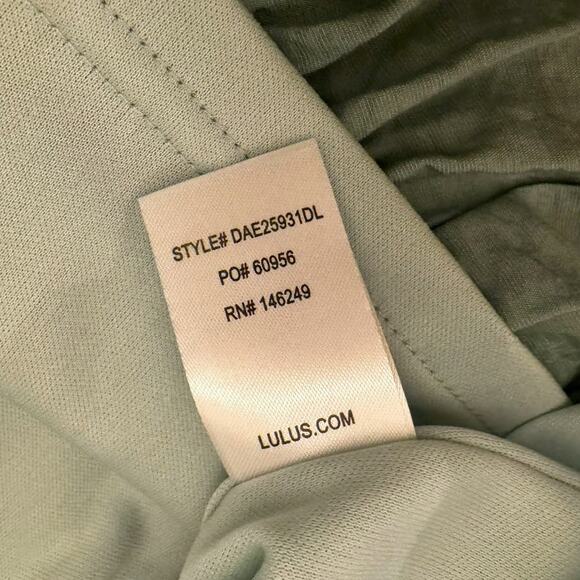 STYLE# DAE25931DL
PO# 60956
RN# 146249
LULUS.COM